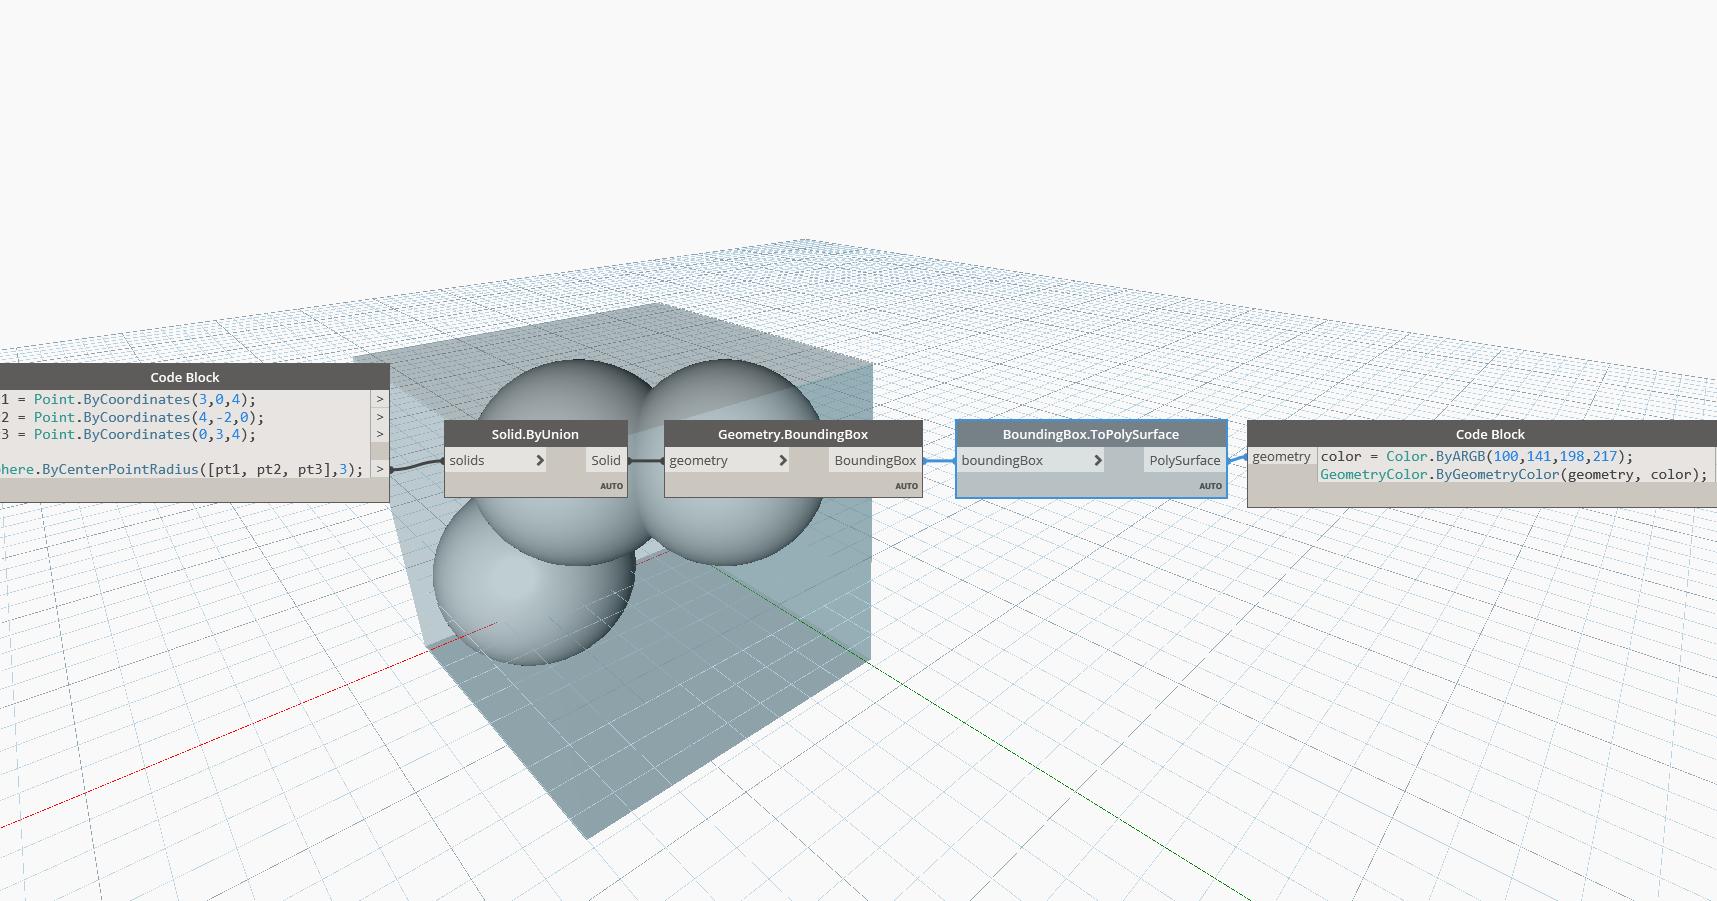 Code Block
1 = Point.ByCoordinates(3,0,4); >
2 = Point.ByCoordinates(4,-2,0); >
3 = Point.ByCoordinates(0,3,4); >
here.ByCenterPointRadius([pt1, pt2, pt3],3); >
Solid.ByUnion
solids > Solid
AUTO
Geometry.BoundingBox
geometry > BoundingBox
AUTO
BoundingBox.ToPolySurface
boundingBox > PolySurface
AUTO
Code Block
geometry color = Color.ByARGB(100,141,198,217);
GeometryColor.ByGeometryColor(geometry, color);